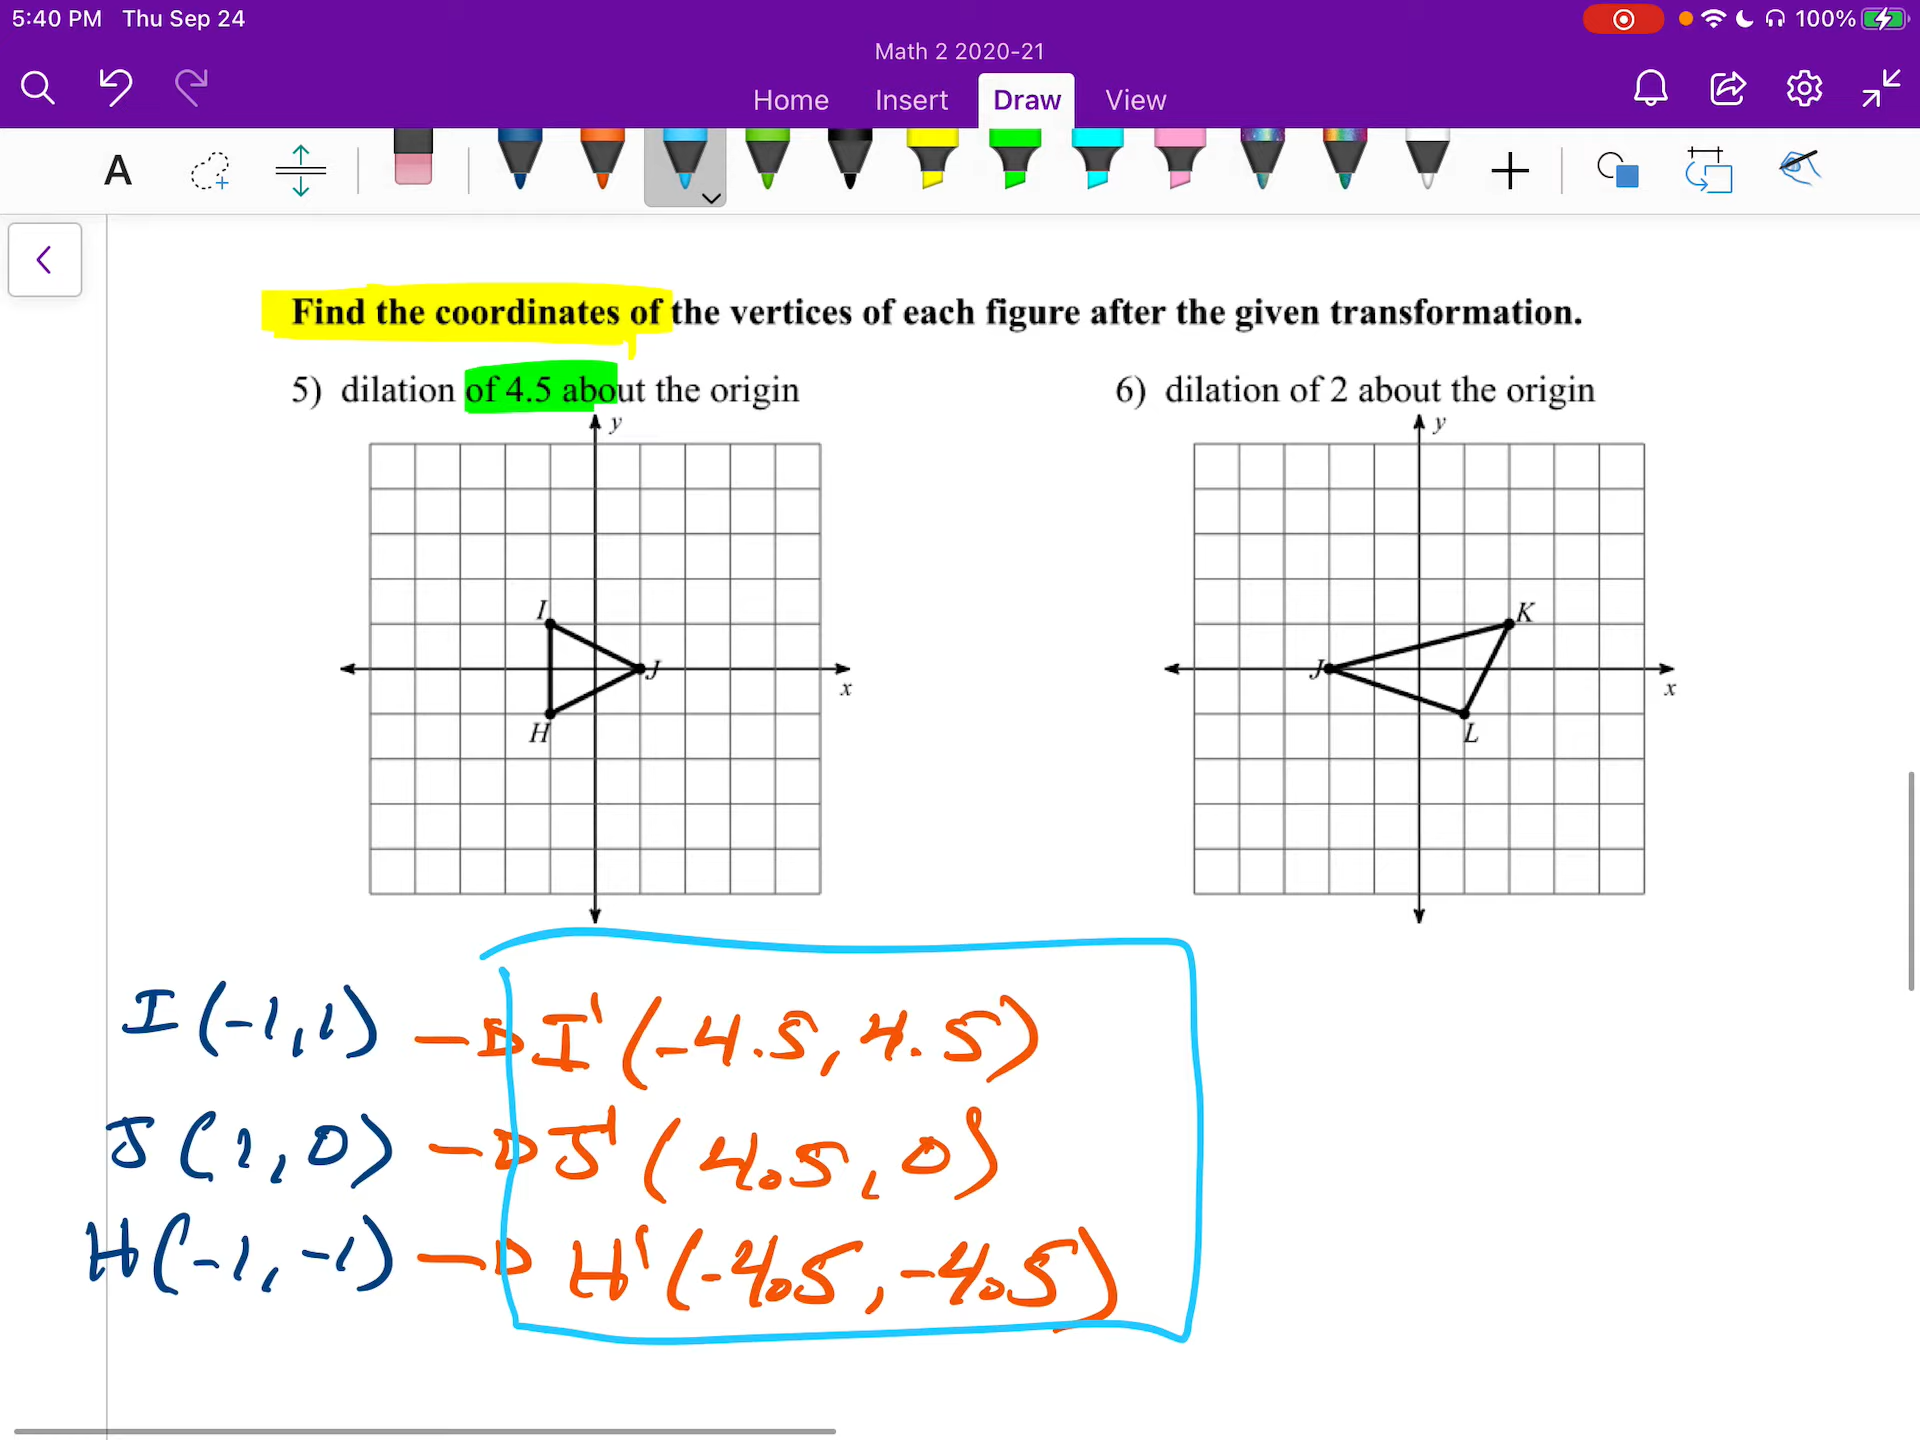 5:40 PM Thu Sep 24
100%
Math 2 2020-21
Home Insert Draw View
A
Find the coordinates of the vertices of each figure after the given transformation.
5) dilation of 4.5 about the origin
y
I
J
x
H
6) dilation of 2 about the origin
y
K
J
x
L
I (-1,1) I' (-4.5, 4.5)
J (1,0) J' (4.5, 0)
H(-1,-1) H' (-4.5, -4.5)